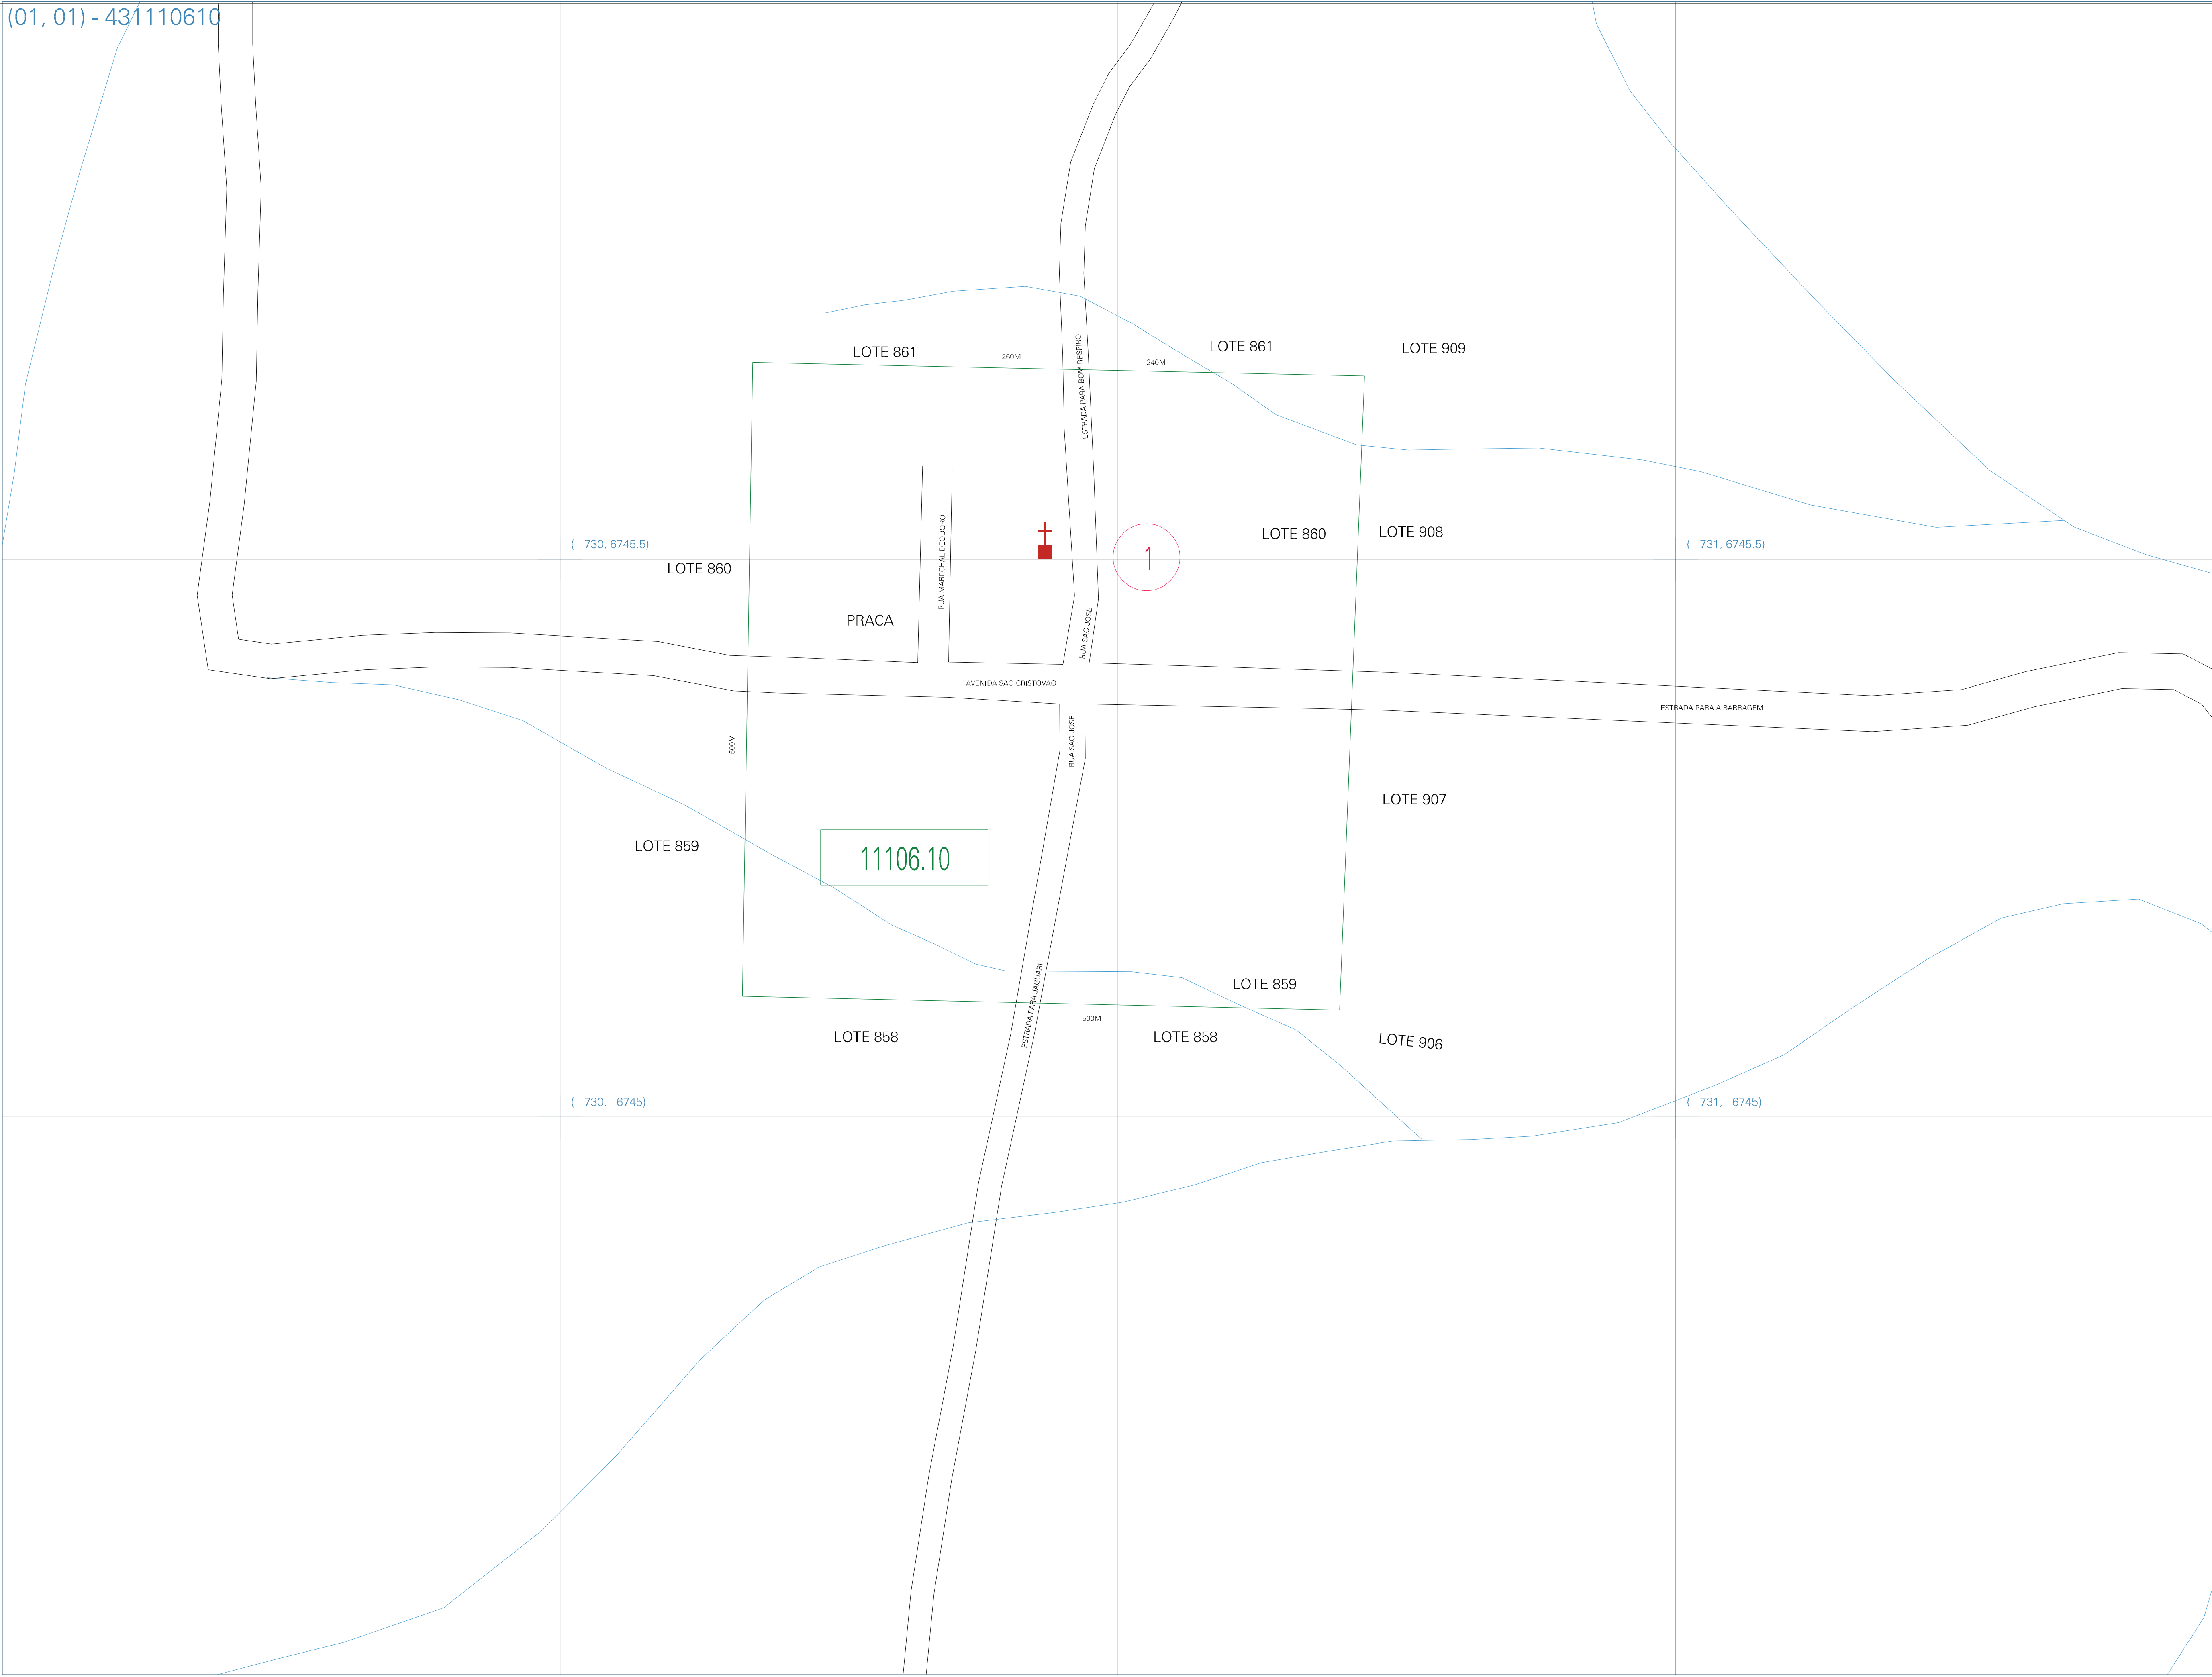 (01, 01) - 431110610
LOTE 861
260M
240M
LOTE 861
LOTE 909
ESTRADA PARA BOM RESPIRO
RUA MARECHAL DEODORO
1
LOTE 860
LOTE 908
( 730, 6745.5)
( 731, 6745.5)
LOTE 860
PRACA
RUA SAO JOSE
AVENIDA SAO CRISTOVAO
ESTRADA PARA A BARRAGEM
500M
RUA SAO JOSE
LOTE 907
LOTE 859
11106.10
LOTE 859
ESTRADA PARA JAGUARI
500M
LOTE 858
LOTE 858
LOTE 906
( 730, 6745)
( 731, 6745)